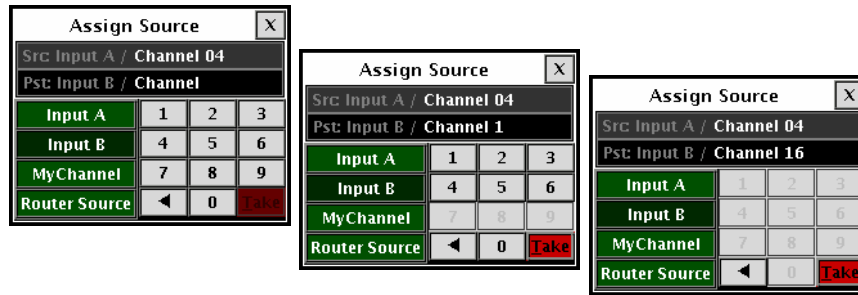 Assign Source X
Src: Input A / Channel 04
Pst: Input B / Channel
Input A 1 2 3
Input B 4 5 6
MyChannel 7 8 9
Router Source ◄ 0 Take
Assign Source X
Src: Input A / Channel 04
Pst: Input B / Channel 1
Input A 1 2 3
Input B 4 5 6
MyChannel 7 8 9
Router Source ◄ 0 Take
Assign Source X
Src: Input A / Channel 04
Pst: Input B / Channel 16
Input A 1 2 3
Input B 4 5 6
MyChannel 7 8 9
Router Source ◄ 0 Take